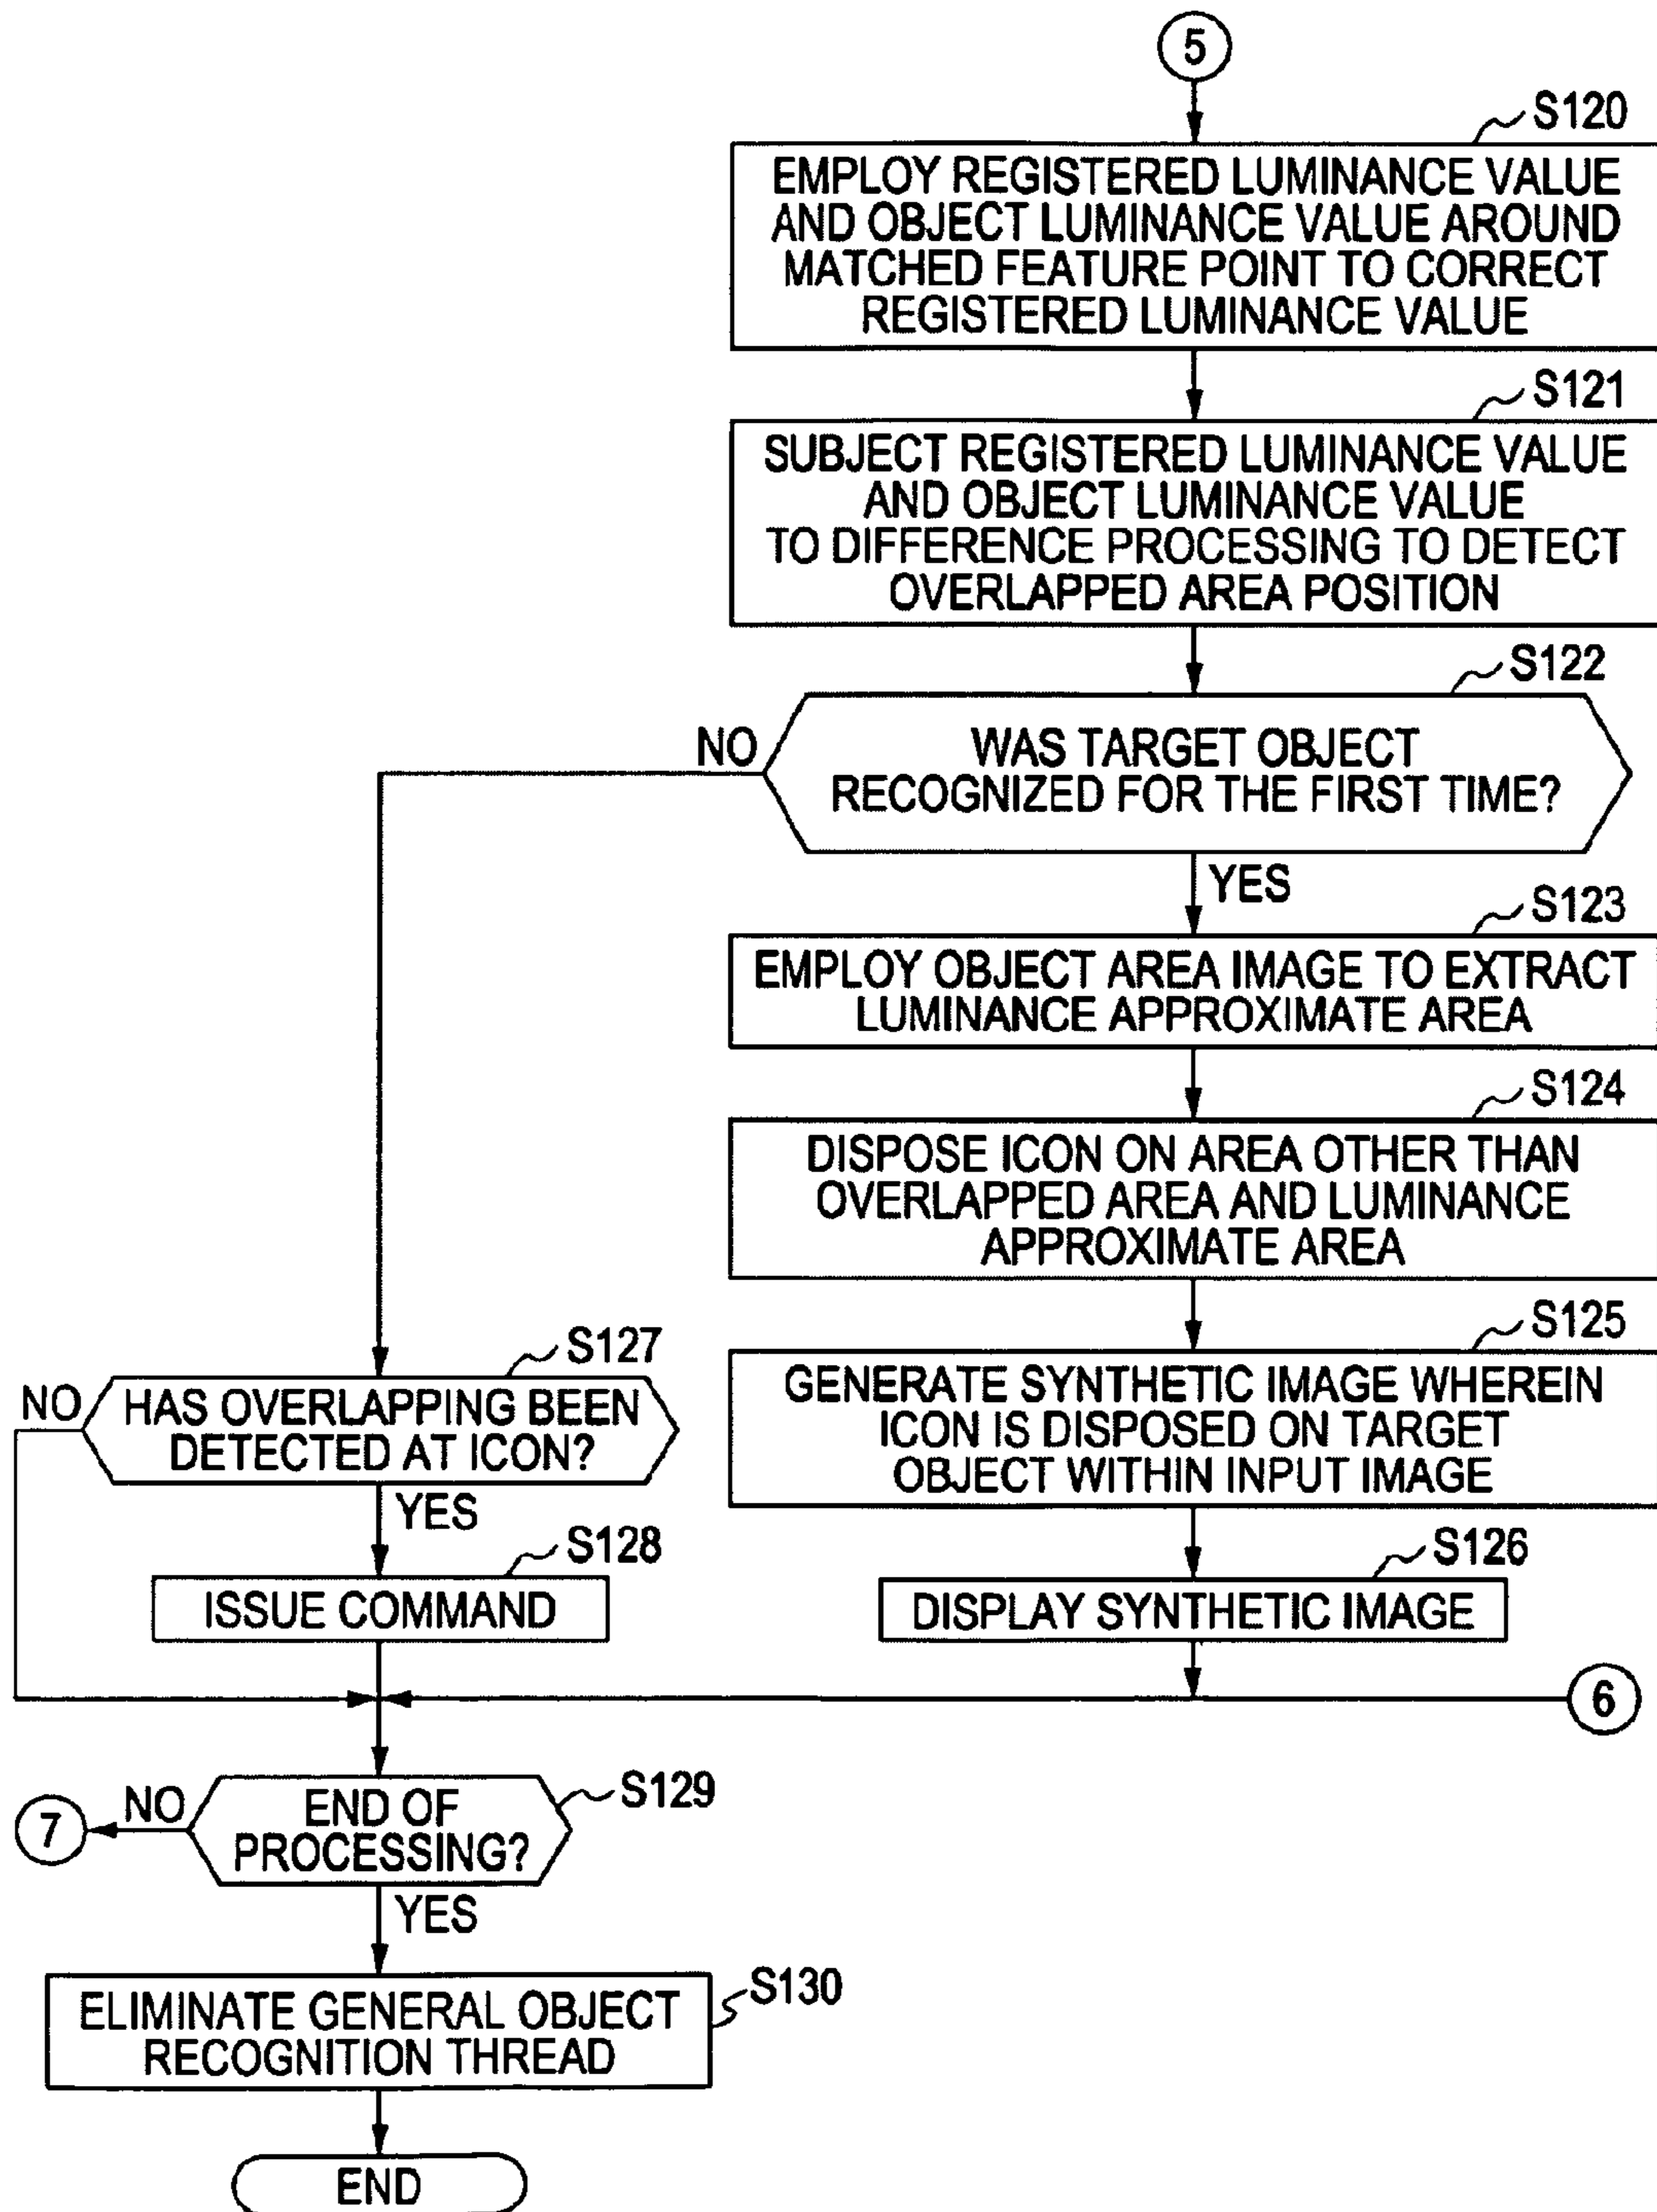 5
S120
EMPLOY REGISTERED LUMINANCE VALUE
AND OBJECT LUMINANCE VALUE AROUND
MATCHED FEATURE POINT TO CORRECT
REGISTERED LUMINANCE VALUE
S121
SUBJECT REGISTERED LUMINANCE VALUE
AND OBJECT LUMINANCE VALUE
TO DIFFERENCE PROCESSING TO DETECT
OVERLAPPED AREA POSITION
S122
NO
WAS TARGET OBJECT
RECOGNIZED FOR THE FIRST TIME?
YES
S123
EMPLOY OBJECT AREA IMAGE TO EXTRACT
LUMINANCE APPROXIMATE AREA
S124
DISPOSE ICON ON AREA OTHER THAN
OVERLAPPED AREA AND LUMINANCE
APPROXIMATE AREA
S125
GENERATE SYNTHETIC IMAGE WHEREIN
ICON IS DISPOSED ON TARGET
OBJECT WITHIN INPUT IMAGE
S126
DISPLAY SYNTHETIC IMAGE
S127
NO
HAS OVERLAPPING BEEN
DETECTED AT ICON?
YES
S128
ISSUE COMMAND
6
S129
7
NO
END OF
PROCESSING?
YES
S130
ELIMINATE GENERAL OBJECT
RECOGNITION THREAD
END